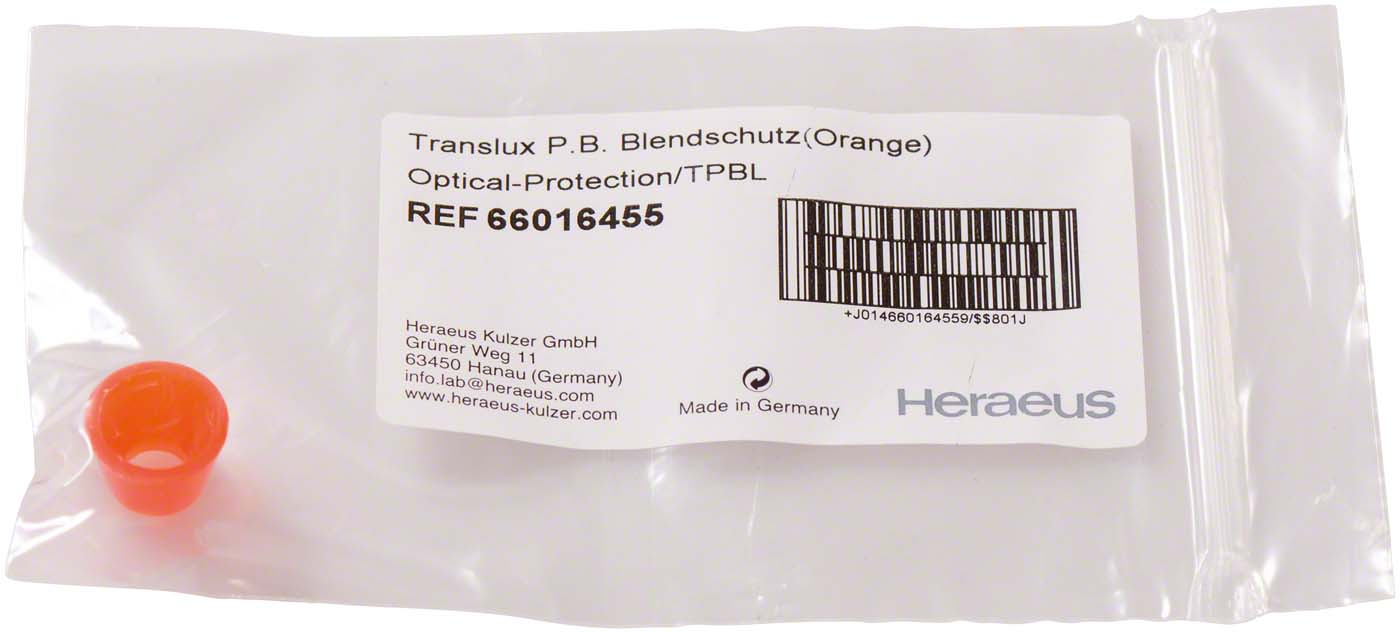 Translux P.B. Blendschutz(Orange)
Optical-Protection/TPBL
REF 66016455
+J014660164559/$$801J
Heraeus Kulzer GmbH
Grüner Weg 11
63450 Hanau (Germany)
info.lab@heraeus.com
www.heraeus-kulzer.com
Made in Germany
Heraeus